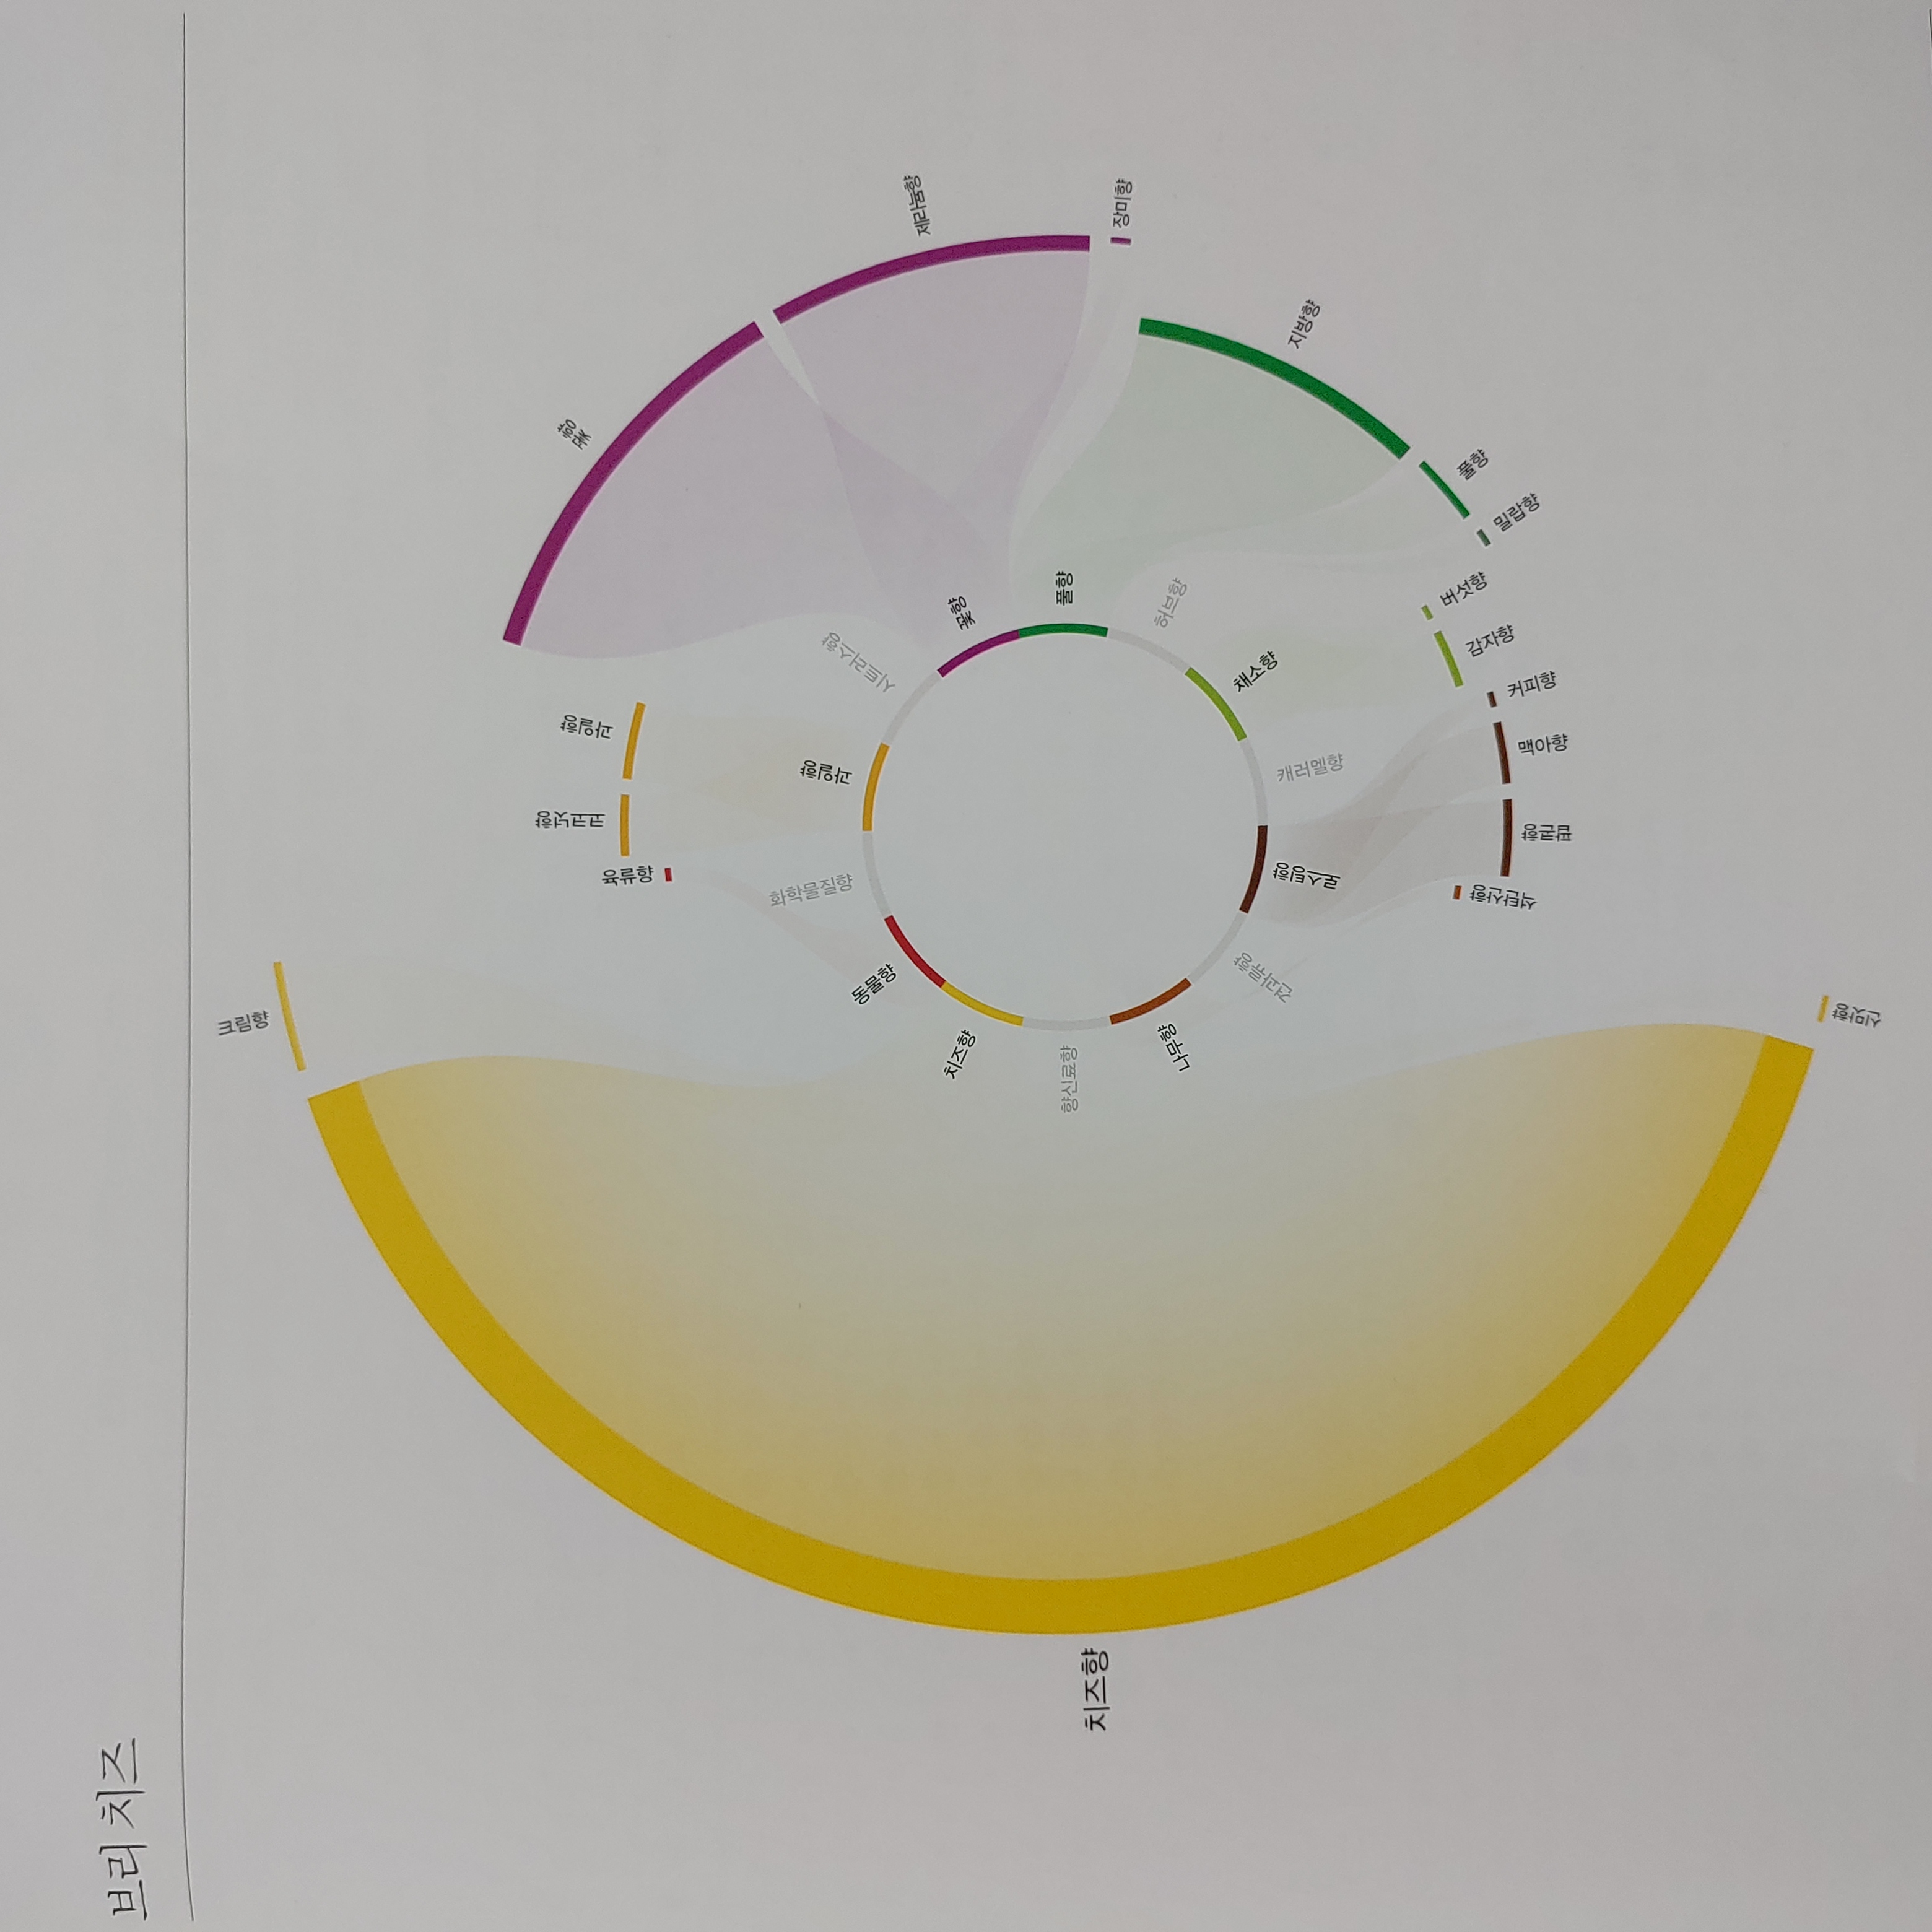 브리 치즈
크림향
꽃향
제라늄향
장미향
지방향
풀향
밀랍향
버섯향
감자향
커피향
맥아향
팝콘향
석탄산향
신맛향
치즈향
육류향
코코넛향
과일향
화학물질향
과일향
시트러스향
꽃향
풀향
허브향
채소향
캐러멜향
로스팅향
견과류향
나무향
향신료향
치즈향
동물향